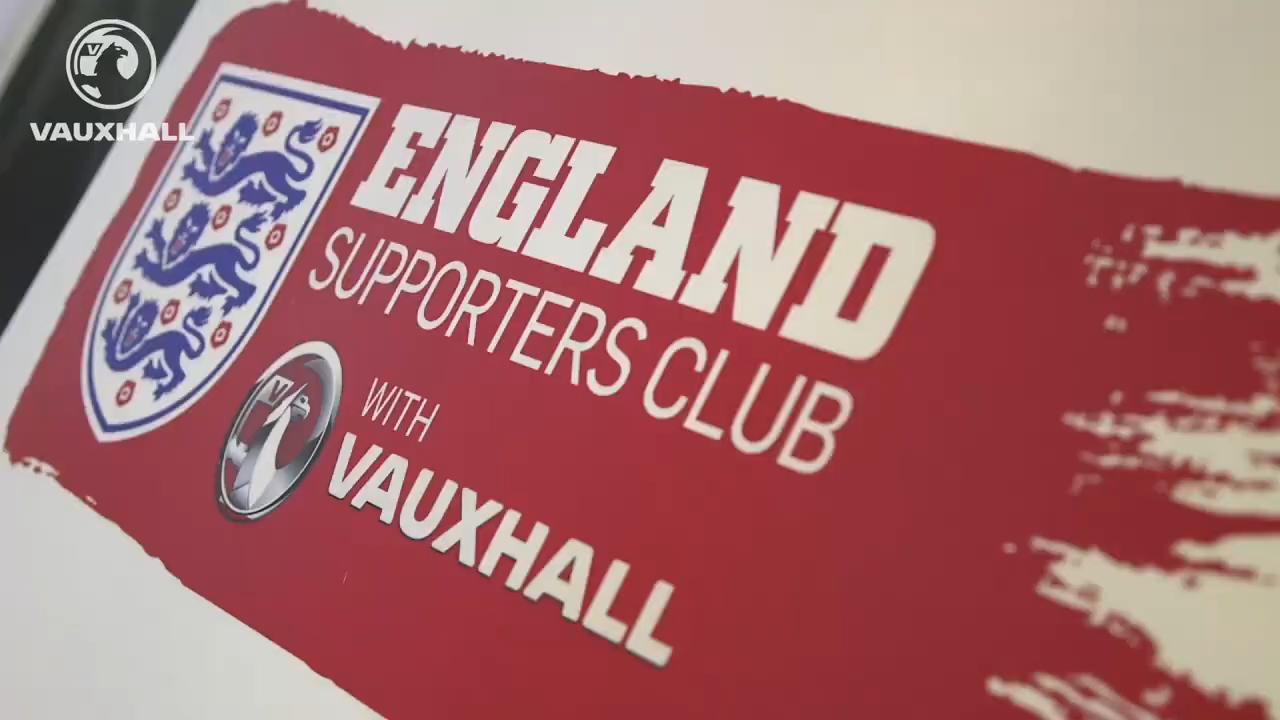 VAUXHALL
ENGLAND
SUPPORTERS CLUB
WITH
VAUXHALL